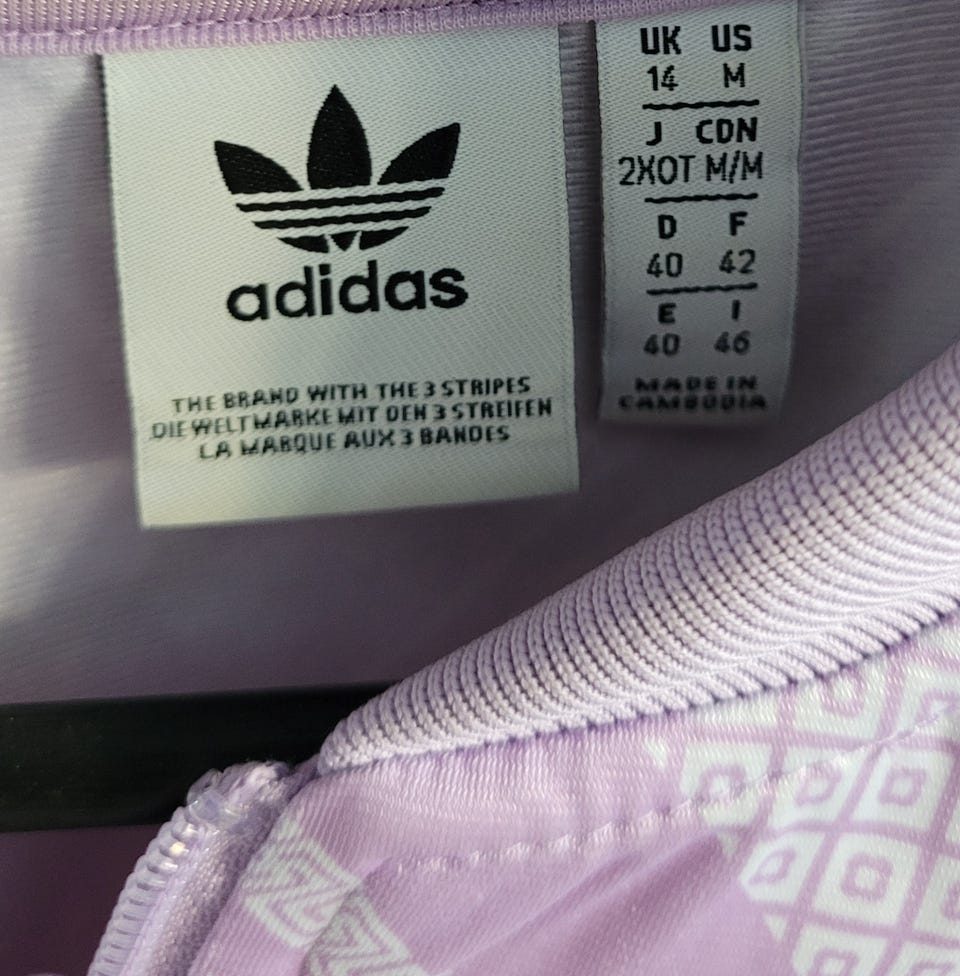 adidas
THE BRAND WITH THE 3 STRIPES
DIE WELTMARKE MIT DEN 3 STREIFEN
LA MARQUE AUX 3 BANDES
UK US
14 M
J CDN
2XOT M/M
D F
40 42
E I
40 46
MADE IN
CAMBODIA